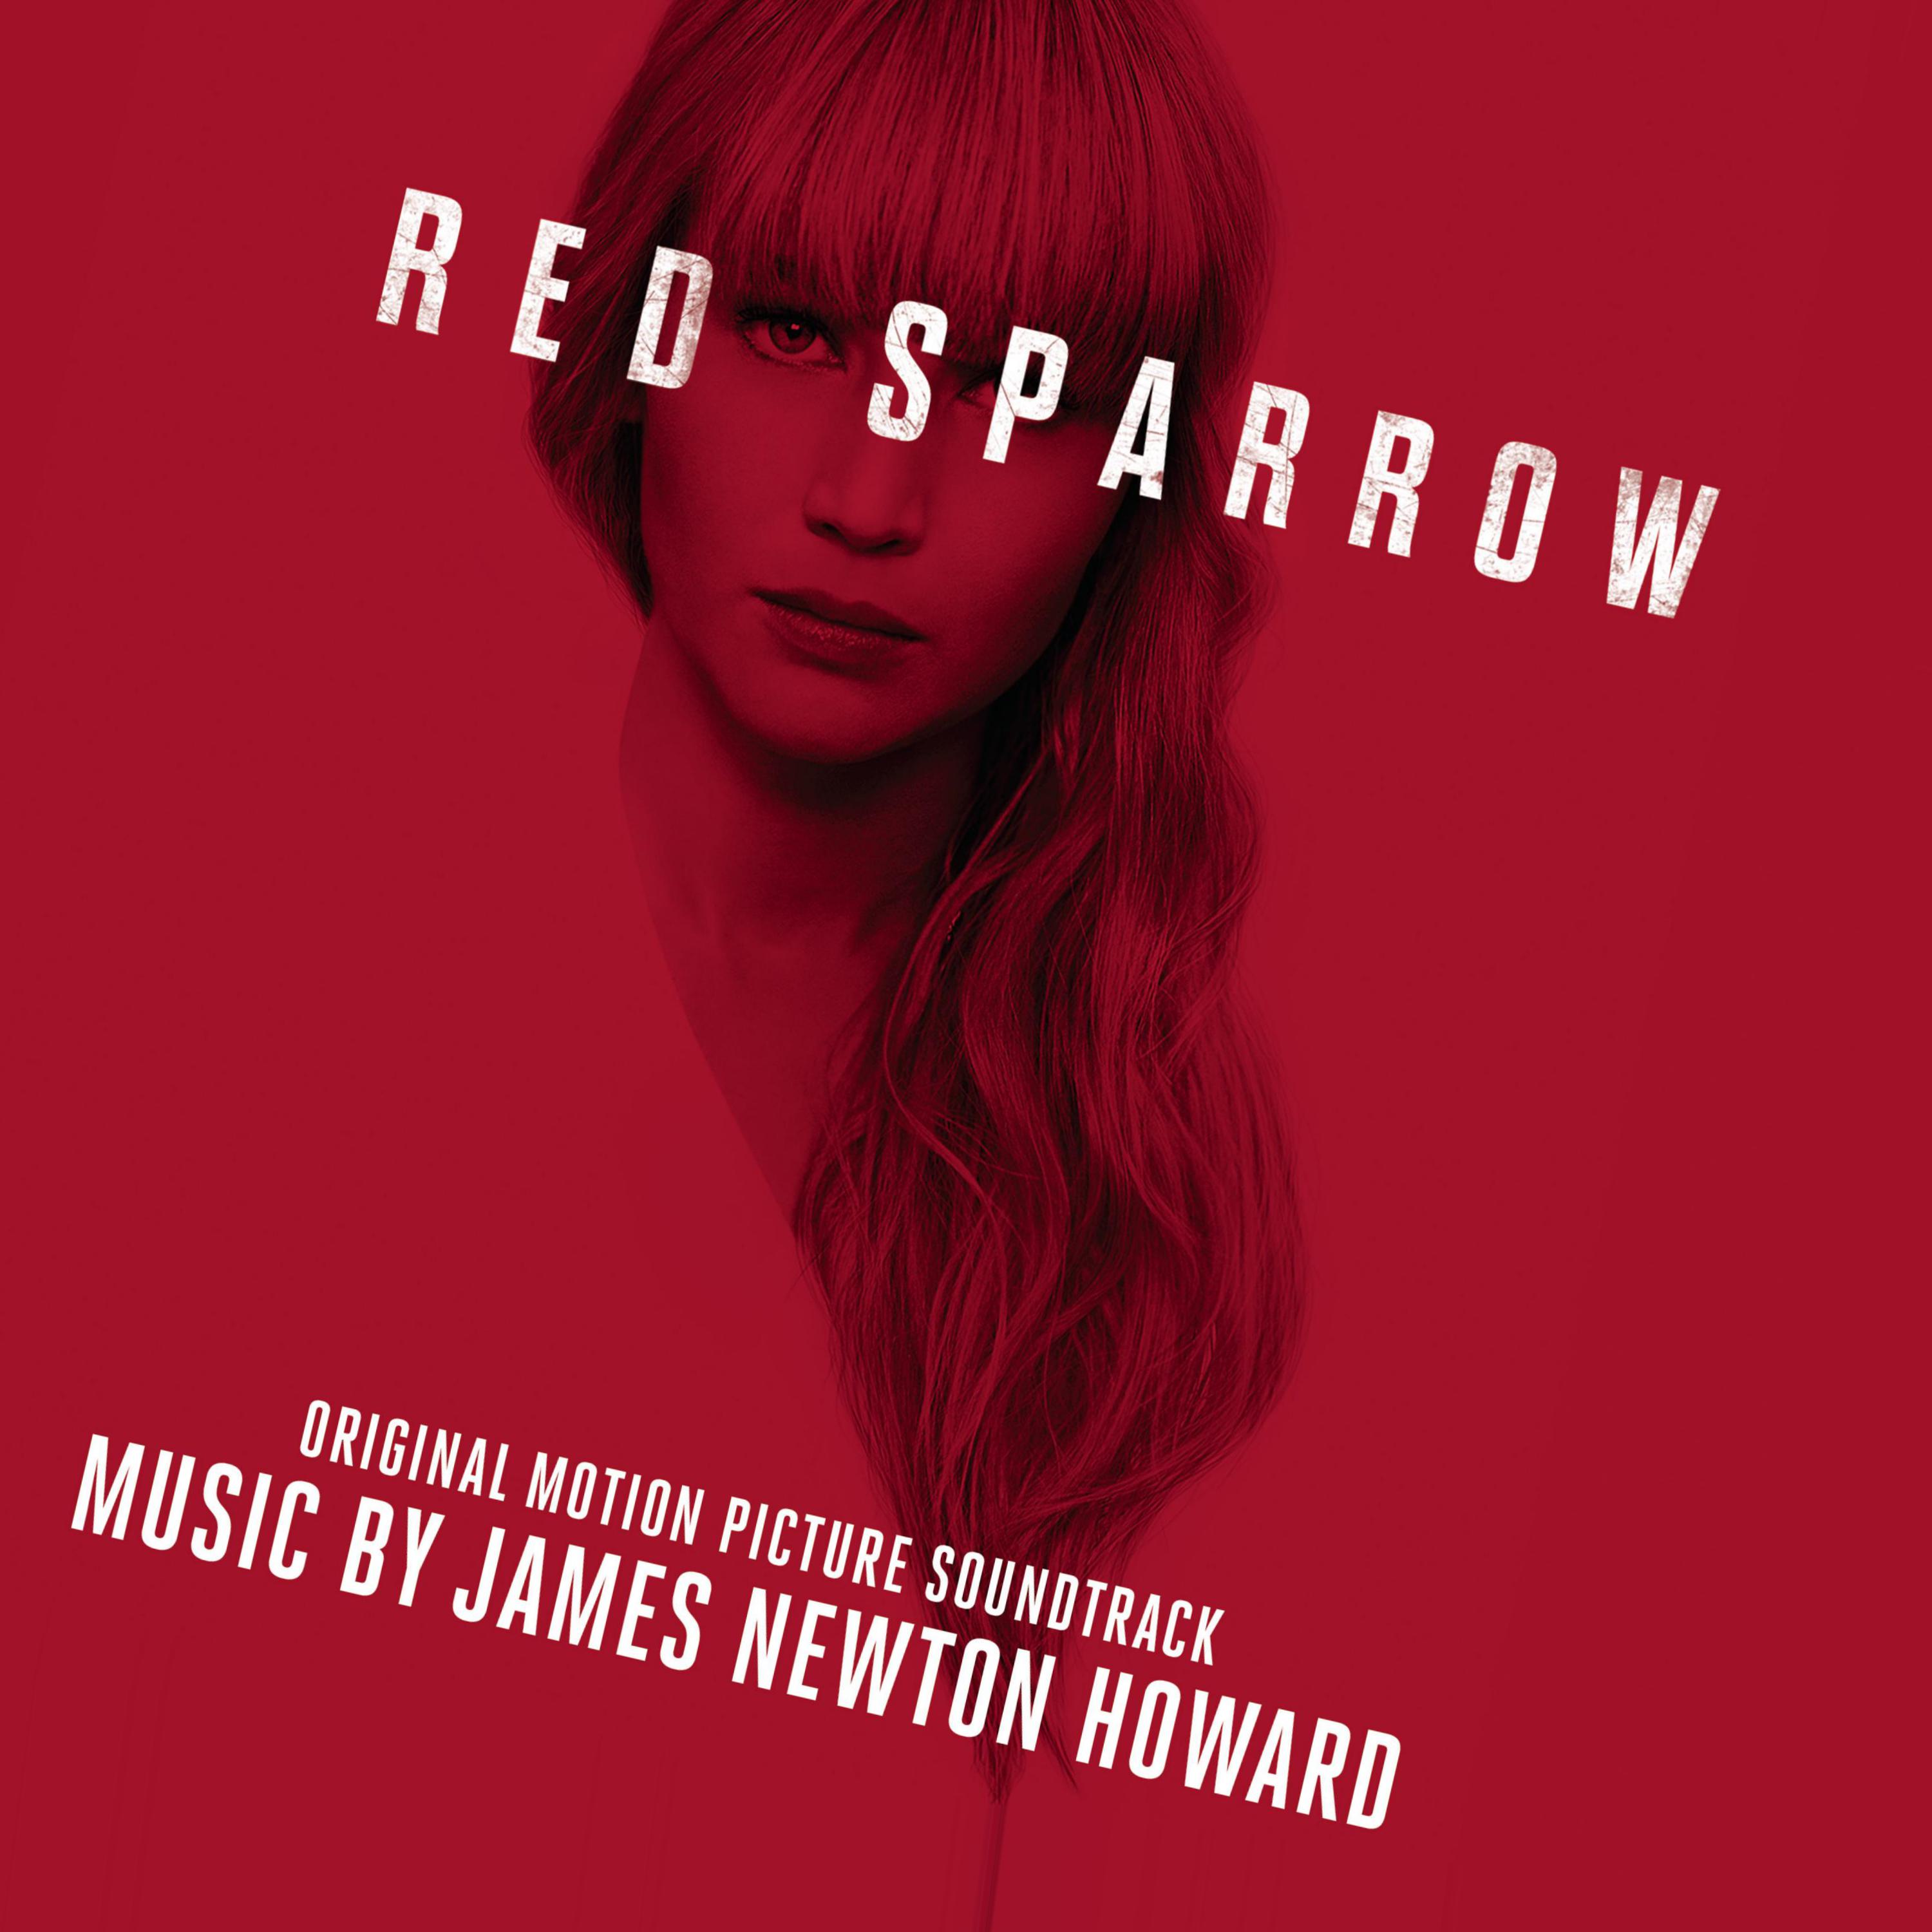 RED SPARROW
ORIGINAL MOTION PICTURE SOUNDTRACK
MUSIC BY JAMES NEWTON HOWARD